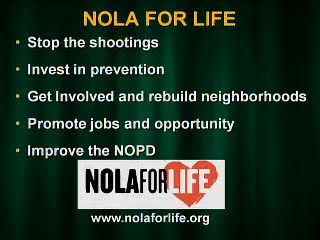 NOLA FOR LIFE
• Stop the shootings
• Invest in prevention
• Get Involved and rebuild neighborhoods
• Promote jobs and opportunity
• Improve the NOPD
NOLAFORLIFE
www.nolaforlife.org